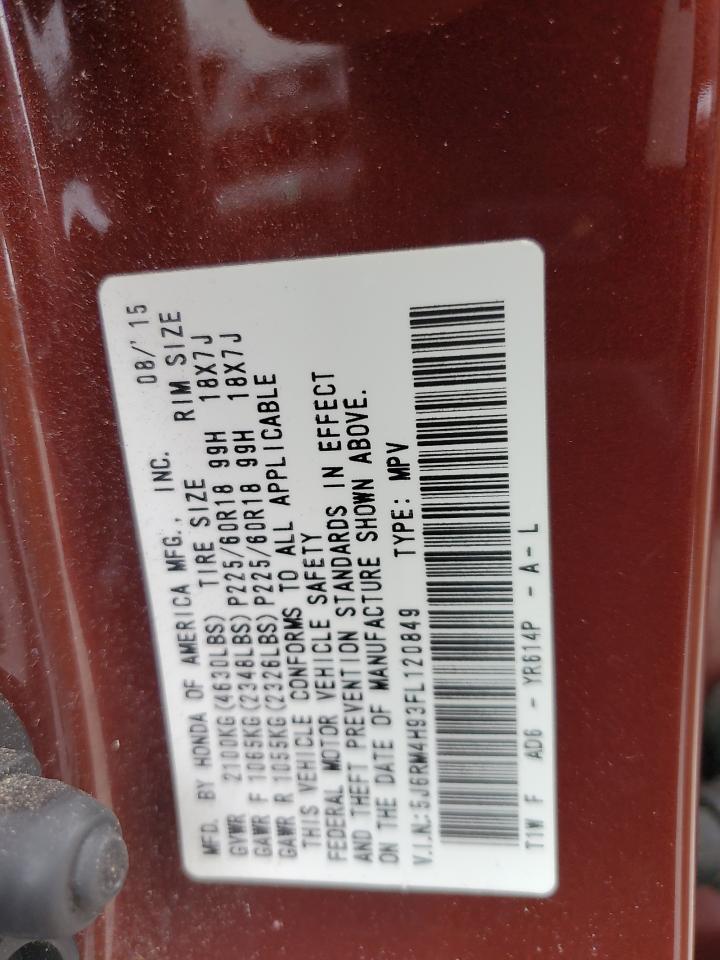 MFD. BY HONDA OF AMERICA MFG., INC. 08/'15
GVWR 2100KG(4630LBS) TIRE SIZE RIM SIZE
GAWR F 1065KG(2348LBS)P225/60R18 99H 18X7J
GAWR R 1055KG(2326LBS)P225/60R18 99H 18X7J
THIS VEHICLE CONFORMS TO ALL APPLICABLE
FEDERAL MOTOR VEHICLE SAFETY
AND THEFT PREVENTION STANDARDS IN EFFECT
ON THE DATE OF MANUFACTURE SHOWN ABOVE.
V.I.N:5J6RM4H93FL120849 TYPE: MPV
T1W F AD6 - YR614P - A - L